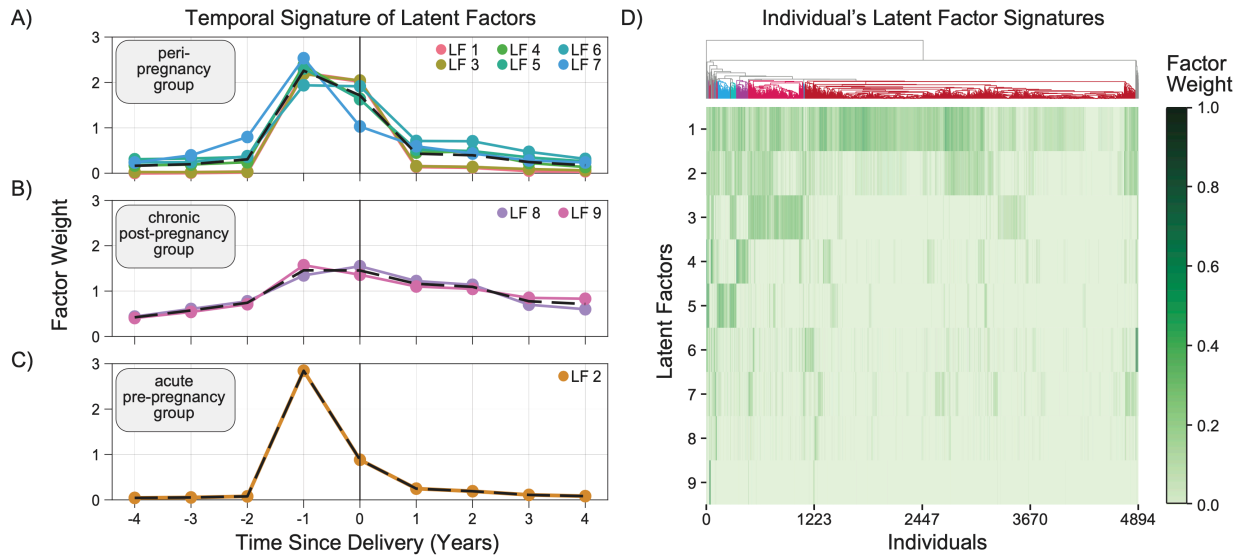 A)
Temporal Signature of Latent Factors
3
2
1
0
peri-
pregnancy
group
LF 1
LF 4
LF 6
LF 3
LF 5
LF 7
B)
Factor Weight
3
2
1
0
chronic
post-pregnancy
group
LF 8
LF 9
C)
3
2
1
0
acute
pre-pregnancy
group
LF 2
-4 -3 -2 -1 0 1 2 3 4
Time Since Delivery (Years)
D)
Individual's Latent Factor Signatures
Latent Factors
1
2
3
4
5
6
7
8
9
0 1223 2447 3670 4894
Individuals
Factor
Weight
1.0
0.8
0.6
0.4
0.2
0.0